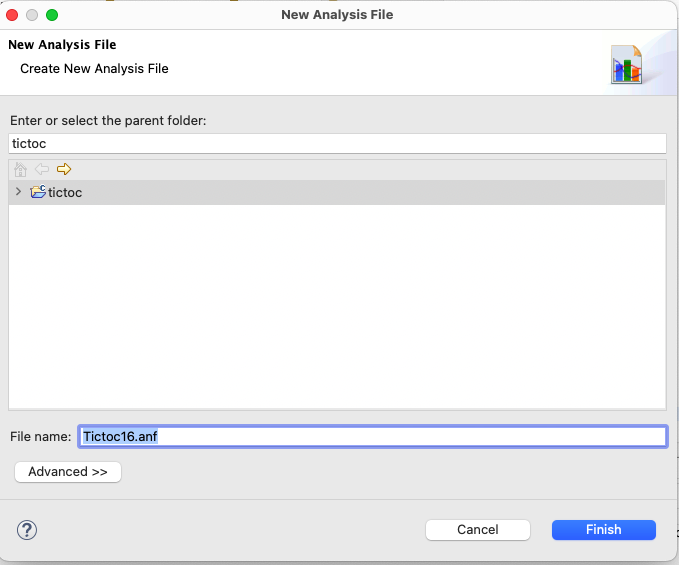 New Analysis File
New Analysis File
Create New Analysis File
Enter or select the parent folder:
tictoc
tictoc
File name: Tictoc16.anf
Advanced >>
Cancel Finish